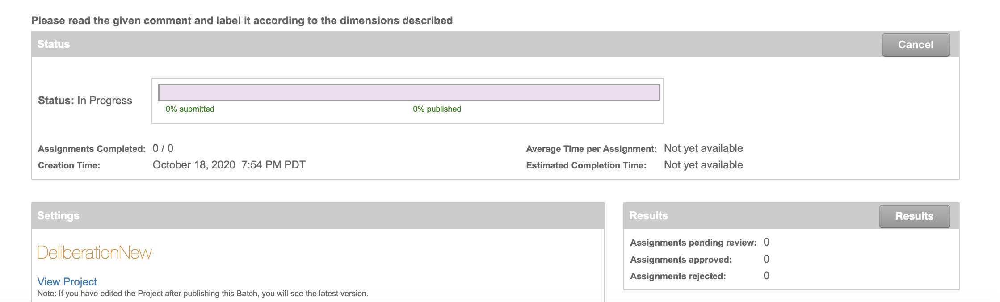 Please read the given comment and label it according to the dimensions described
Status
Cancel
Status: In Progress
0% submitted
0% published
Assignments Completed: 0 / 0
Average Time per Assignment: Not yet available
Creation Time: October 18, 2020 7:54 PM PDT
Estimated Completion Time: Not yet available
Settings
DeliberationNew
View Project
Note: If you have edited the Project after publishing this Batch, you will see the latest version.
Results
Results
Assignments pending review: 0
Assignments approved: 0
Assignments rejected: 0